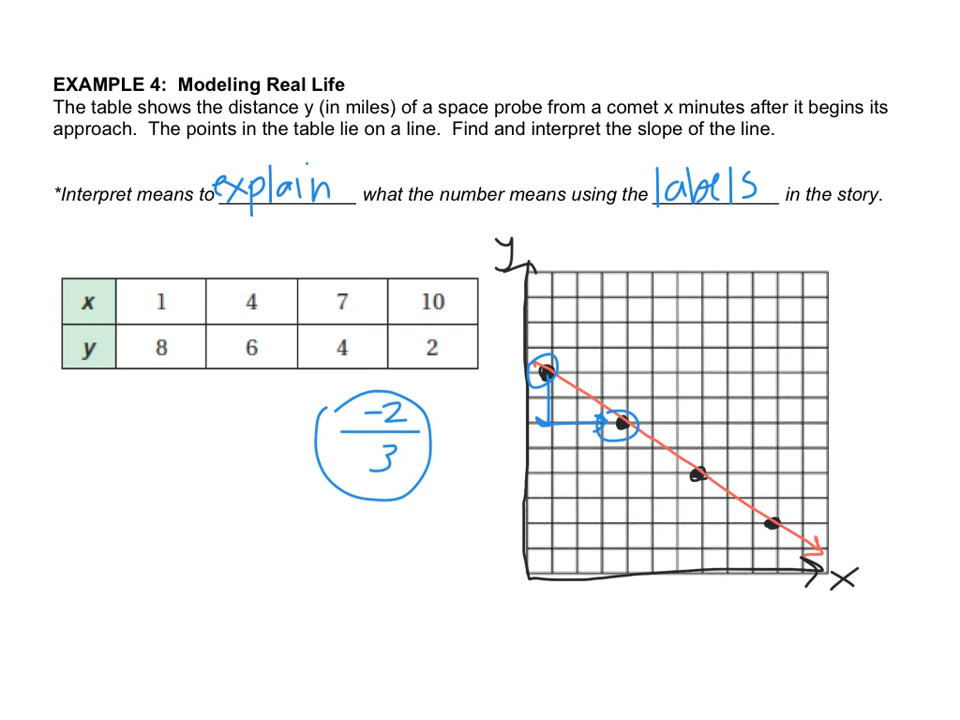 EXAMPLE 4: Modeling Real Life
The table shows the distance y (in miles) of a space probe from a comet x minutes after it begins its
approach. The points in the table lie on a line. Find and interpret the slope of the line.
*Interpret means to explain what the number means using the labels in the story.
y
x 1 4 7 10
y 8 6 4 2
-2
3
x